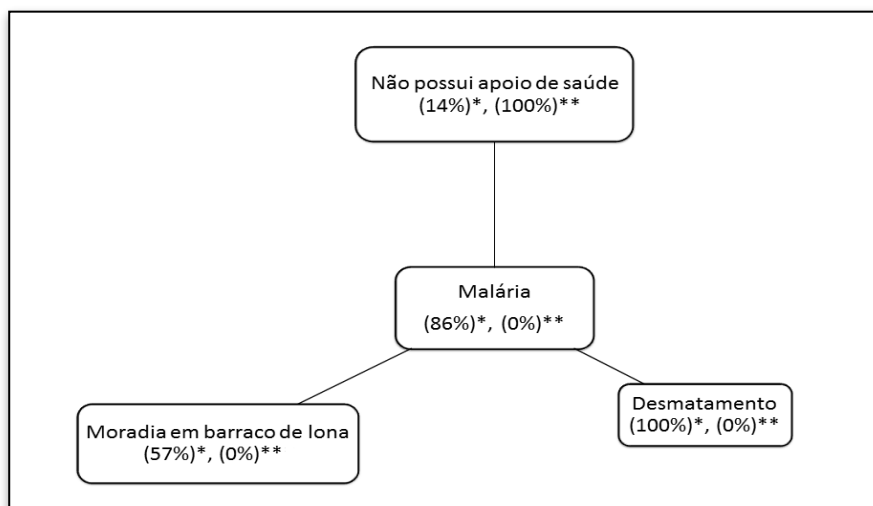 Não possui apoio de saúde
(14%)*, (100%)**
Malária
(86%)*, (0%)**
Moradia em barraco de lona
(57%)*, (0%)**
Desmatamento
(100%)*, (0%)**